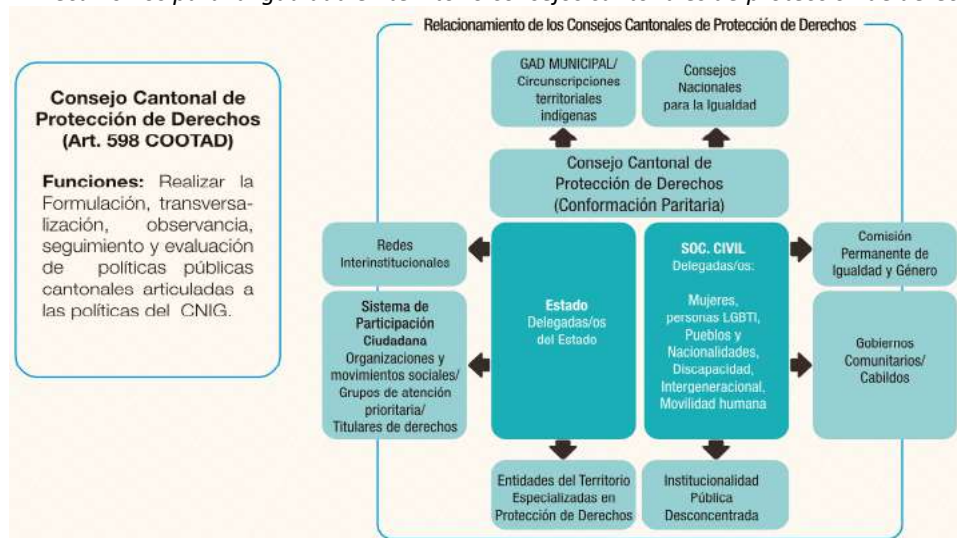 Relacionamiento de los Consejos Cantonales de Protección de Derechos
Consejo Cantonal de
Protección de Derechos
(Art. 598 COOTAD)
Funciones: Realizar la
Formulación, transversa-
lización, observancia,
seguimiento y evaluación
de políticas públicas
cantonales articuladas a
las políticas del CNIG.
GAD MUNICIPAL/
Circunscripciones
territoriales
indígenas
Consejos
Nacionales
para la Igualdad
Consejo Cantonal de
Protección de Derechos
(Conformación Paritaria)
Redes
Interinstitucionales
Sistema de
Participación
Ciudadana
Organizaciones y
movimientos sociales/
Grupos de atención
prioritaria/
Titulares de derechos
Estado
Delegadas/os
del Estado
SOC. CIVIL
Delegadas/os:
Mujeres,
personas LGBTI,
Pueblos y
Nacionalidades,
Discapacidad,
Intergeneracional,
Movilidad humana
Comisión
Permanente de
Igualdad y Género
Gobiernos
Comunitarios/
Cabildos
Entidades del Territorio
Especializadas en
Protección de Derechos
Institucionalidad
Pública
Desconcentrada